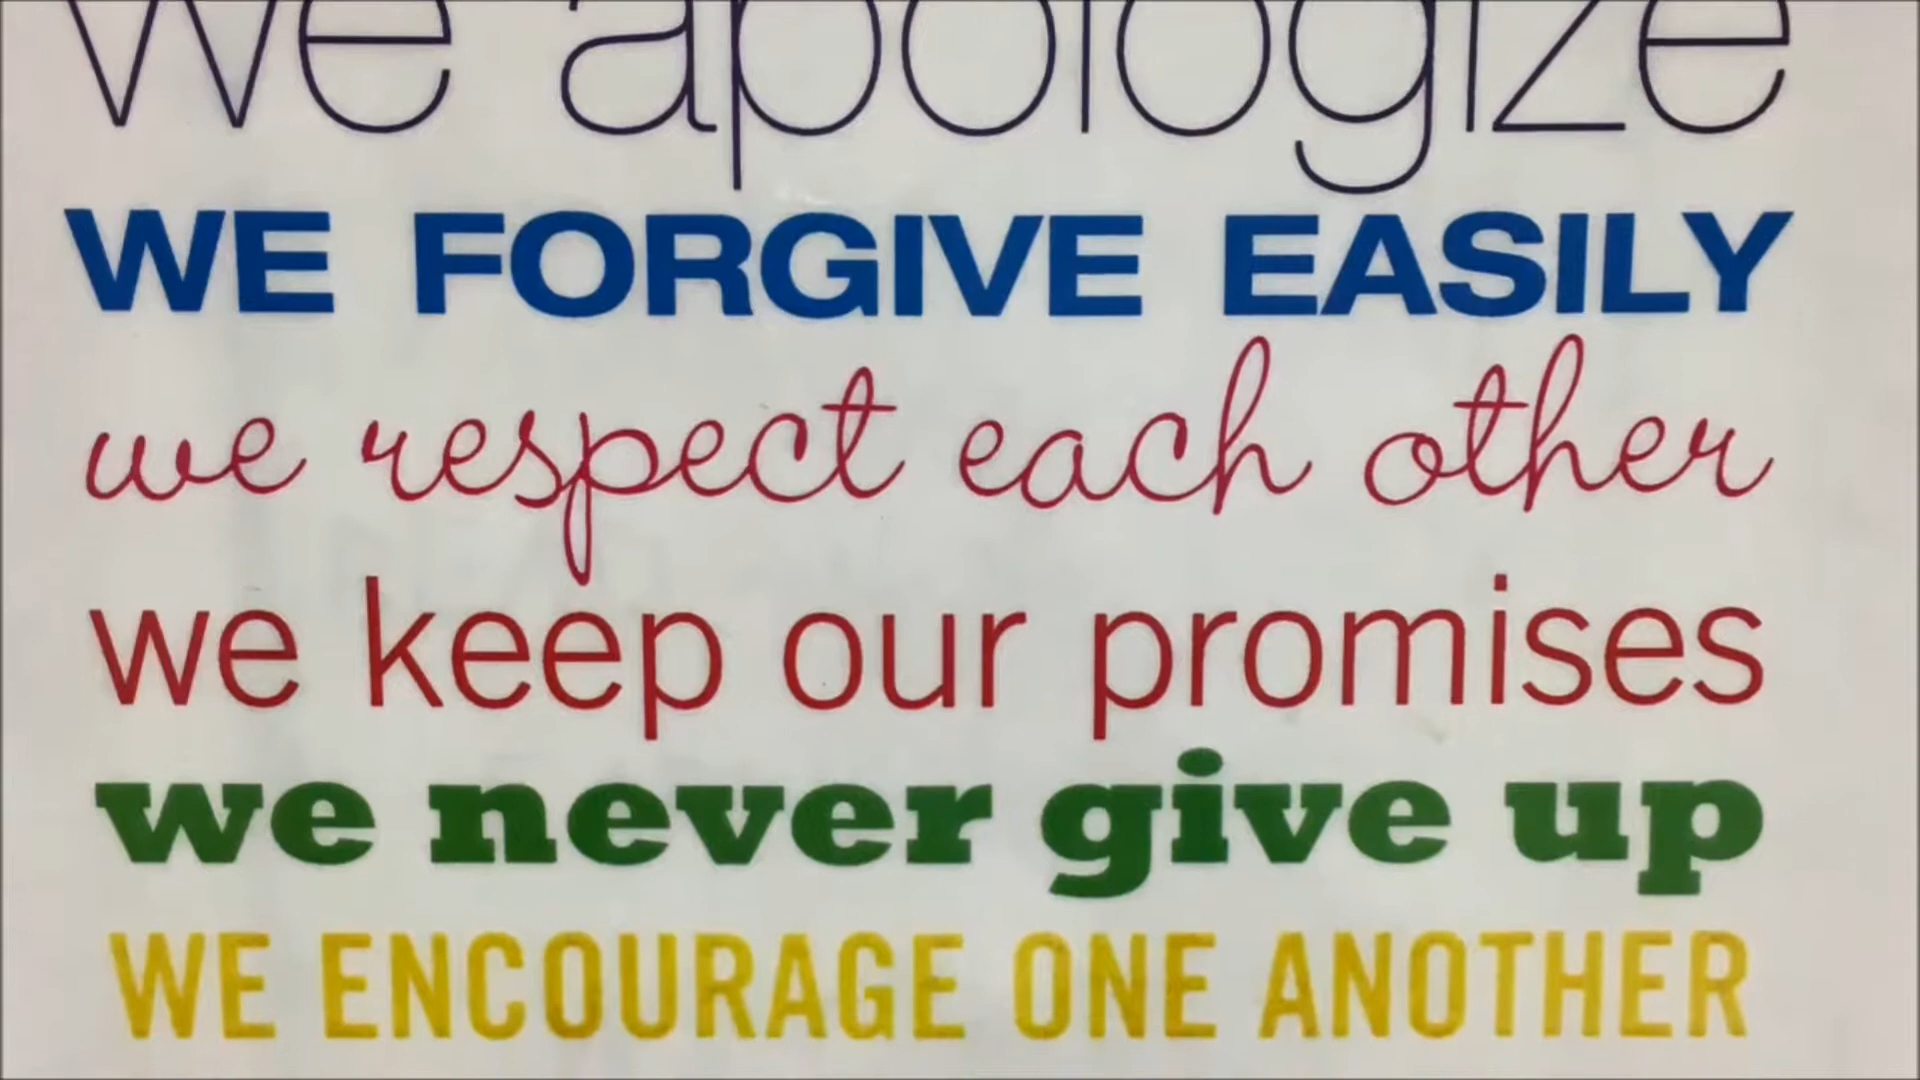 we apologize
WE FORGIVE EASILY
we respect each other
we keep our promises
we never give up
WE ENCOURAGE ONE ANOTHER